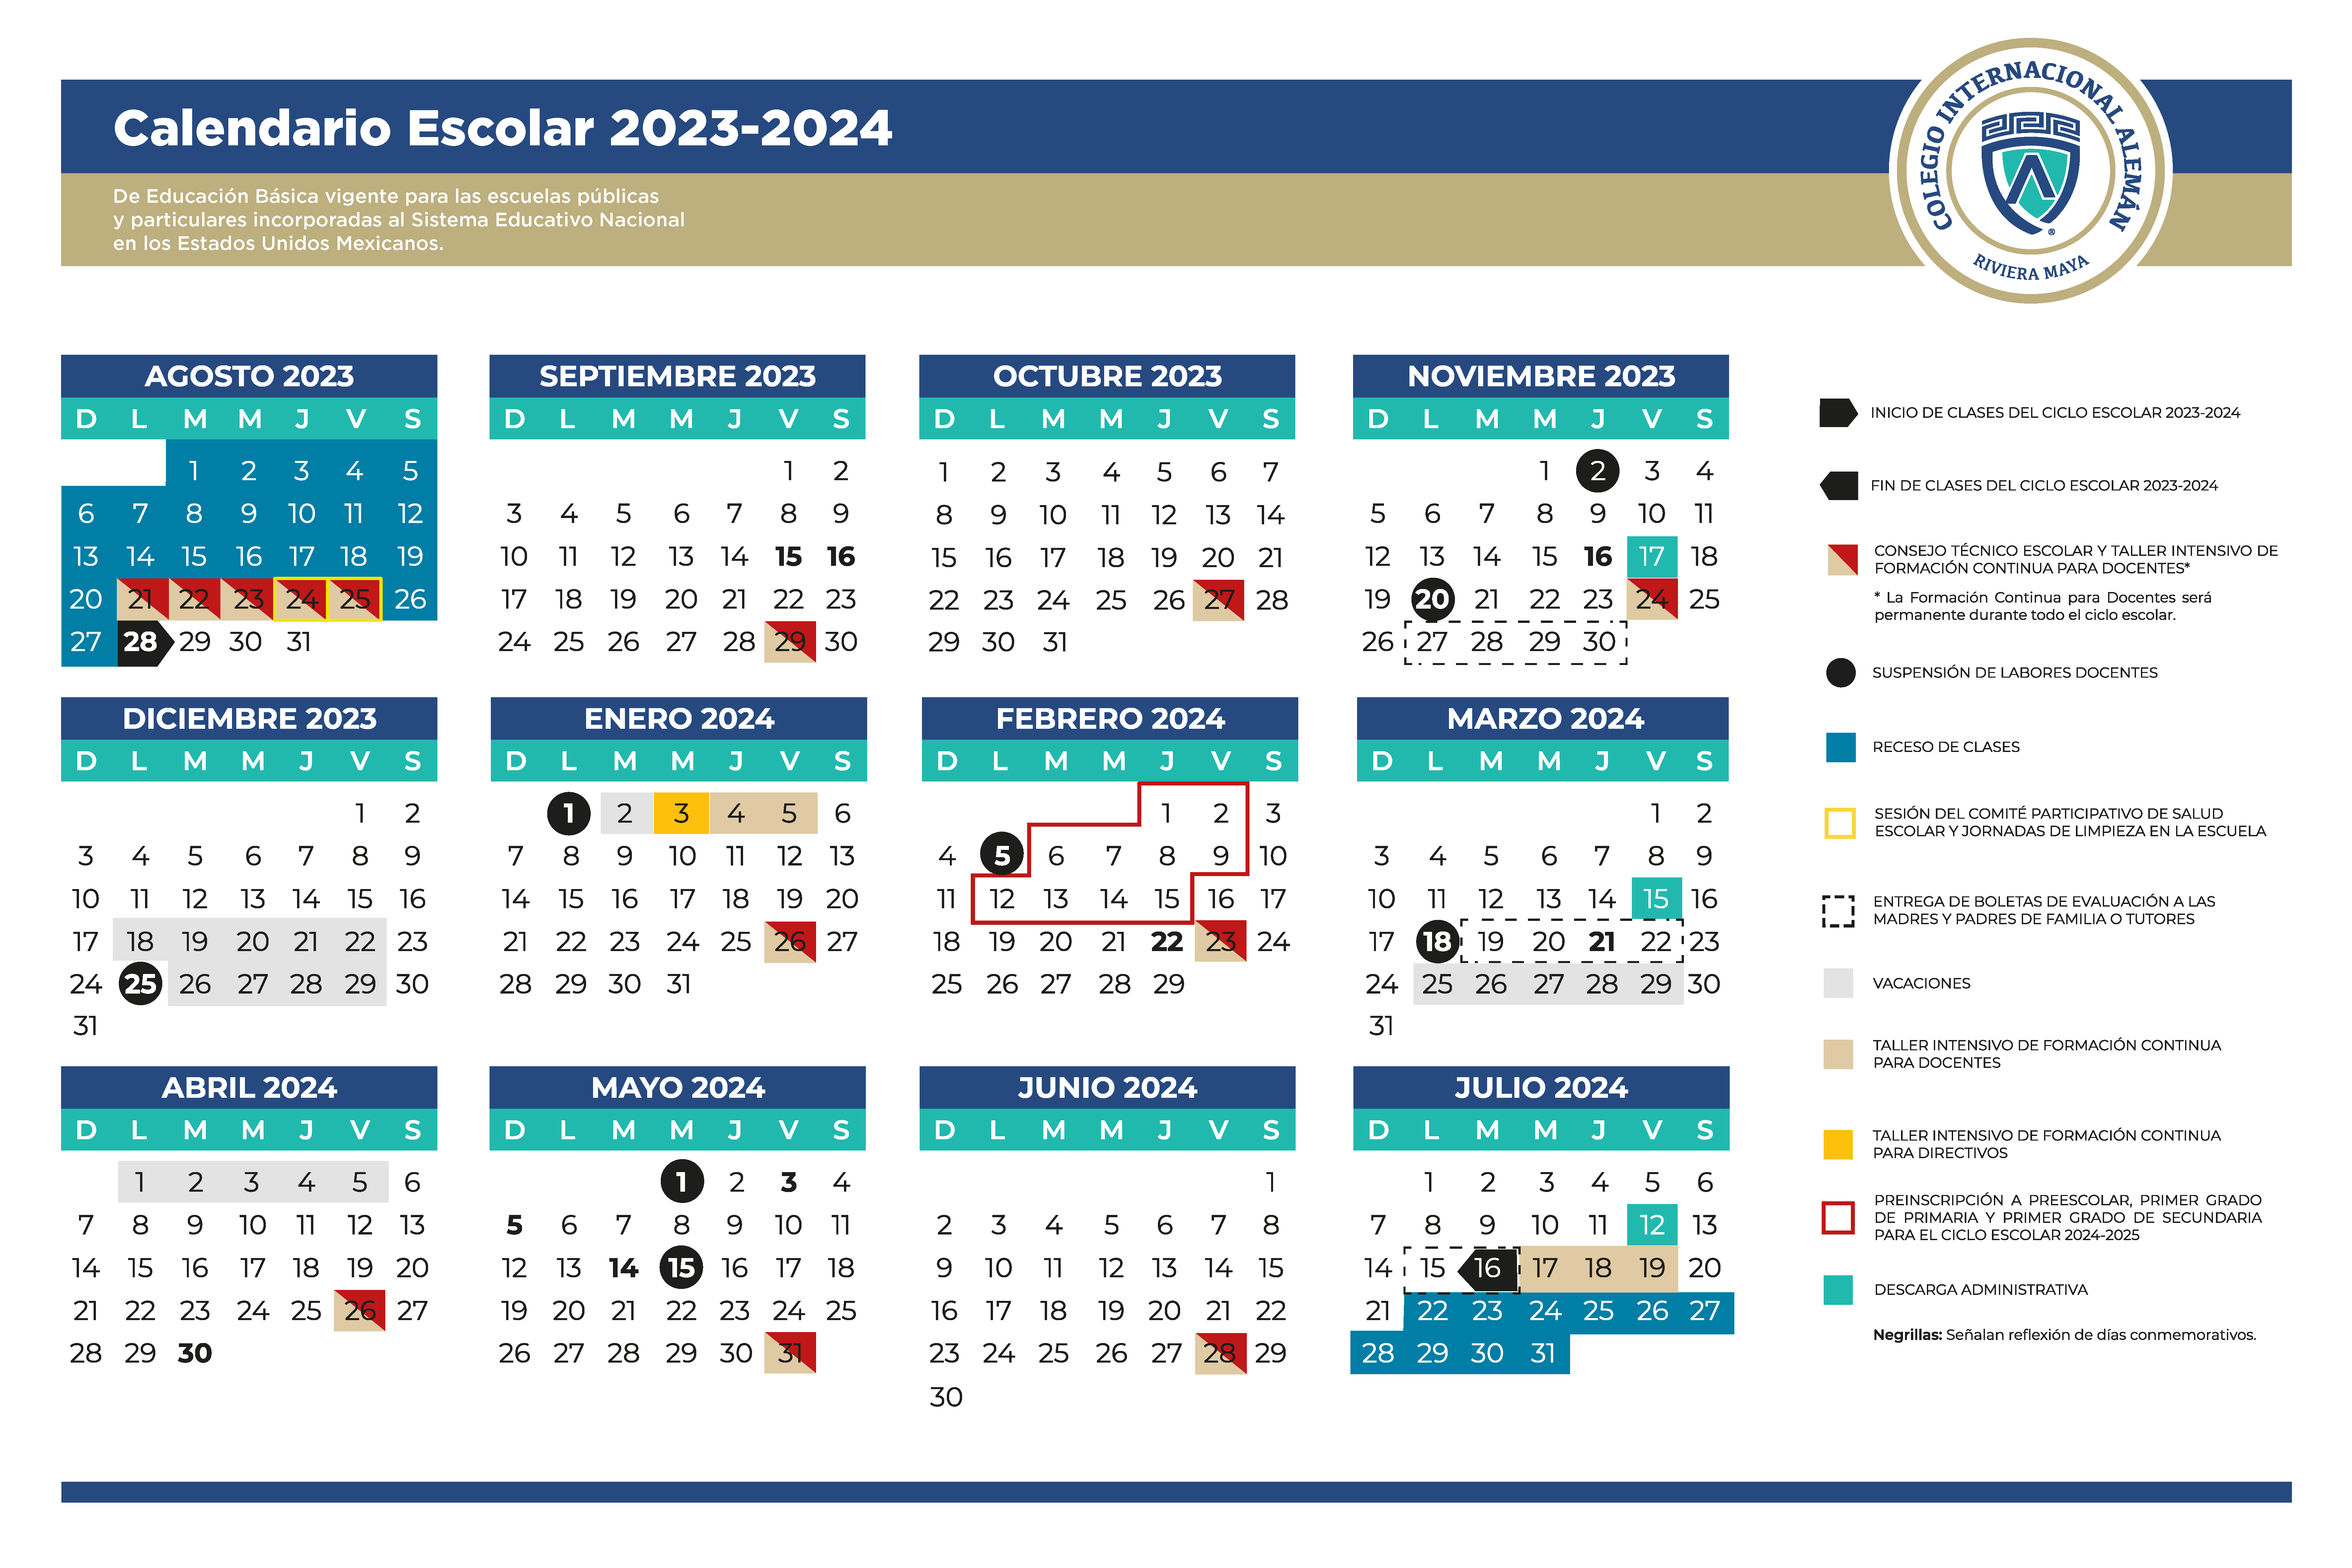 Calendario Escolar 2023-2024
De Educación Básica vigente para las escuelas públicas
y particulares incorporadas al Sistema Educativo Nacional
en los Estados Unidos Mexicanos.
COLEGIO INTERNACIONAL ALEMÁN
®
RIVIERA MAYA
AGOSTO 2023
D L M M J V S
1 2 3 4 5
6 7 8 9 10 11 12
13 14 15 16 17 18 19
20 21 22 23 24 25 26
27 28 29 30 31
SEPTIEMBRE 2023
D L M M J V S
1 2
3 4 5 6 7 8 9
10 11 12 13 14 15 16
17 18 19 20 21 22 23
24 25 26 27 28 29 30
OCTUBRE 2023
D L M M J V S
1 2 3 4 5 6 7
8 9 10 11 12 13 14
15 16 17 18 19 20 21
22 23 24 25 26 27 28
29 30 31
NOVIEMBRE 2023
D L M M J V S
1 2 3 4
5 6 7 8 9 10 11
12 13 14 15 16 17 18
19 20 21 22 23 24 25
26 27 28 29 30
DICIEMBRE 2023
D L M M J V S
1 2
3 4 5 6 7 8 9
10 11 12 13 14 15 16
17 18 19 20 21 22 23
24 25 26 27 28 29 30
31
ENERO 2024
D L M M J V S
1 2 3 4 5 6
7 8 9 10 11 12 13
14 15 16 17 18 19 20
21 22 23 24 25 26 27
28 29 30 31
FEBRERO 2024
D L M M J V S
1 2 3
4 5 6 7 8 9 10
11 12 13 14 15 16 17
18 19 20 21 22 23 24
25 26 27 28 29
MARZO 2024
D L M M J V S
1 2
3 4 5 6 7 8 9
10 11 12 13 14 15 16
17 18 19 20 21 22 23
24 25 26 27 28 29 30
31
ABRIL 2024
D L M M J V S
1 2 3 4 5 6
7 8 9 10 11 12 13
14 15 16 17 18 19 20
21 22 23 24 25 26 27
28 29 30
MAYO 2024
D L M M J V S
1 2 3 4
5 6 7 8 9 10 11
12 13 14 15 16 17 18
19 20 21 22 23 24 25
26 27 28 29 30 31
JUNIO 2024
D L M M J V S
1
2 3 4 5 6 7 8
9 10 11 12 13 14 15
16 17 18 19 20 21 22
23 24 25 26 27 28 29
30
JULIO 2024
D L M M J V S
1 2 3 4 5 6
7 8 9 10 11 12 13
14 15 16 17 18 19 20
21 22 23 24 25 26 27
28 29 30 31
INICIO DE CLASES DEL CICLO ESCOLAR 2023-2024
FIN DE CLASES DEL CICLO ESCOLAR 2023-2024
CONSEJO TÉCNICO ESCOLAR Y TALLER INTENSIVO DE
FORMACIÓN CONTINUA PARA DOCENTES*
* La Formación Continua para Docentes será
permanente durante todo el ciclo escolar.
SUSPENSIÓN DE LABORES DOCENTES
RECESO DE CLASES
SESIÓN DEL COMITÉ PARTICIPATIVO DE SALUD
ESCOLAR Y JORNADAS DE LIMPIEZA EN LA ESCUELA
ENTREGA DE BOLETAS DE EVALUACIÓN A LAS
MADRES Y PADRES DE FAMILIA O TUTORES
VACACIONES
TALLER INTENSIVO DE FORMACIÓN CONTINUA
PARA DOCENTES
TALLER INTENSIVO DE FORMACIÓN CONTINUA
PARA DIRECTIVOS
PREINSCRIPCIÓN A PREESCOLAR, PRIMER GRADO
DE PRIMARIA Y PRIMER GRADO DE SECUNDARIA
PARA EL CICLO ESCOLAR 2024-2025
DESCARGA ADMINISTRATIVA
Negrillas: Señalan reflexión de días conmemorativos.